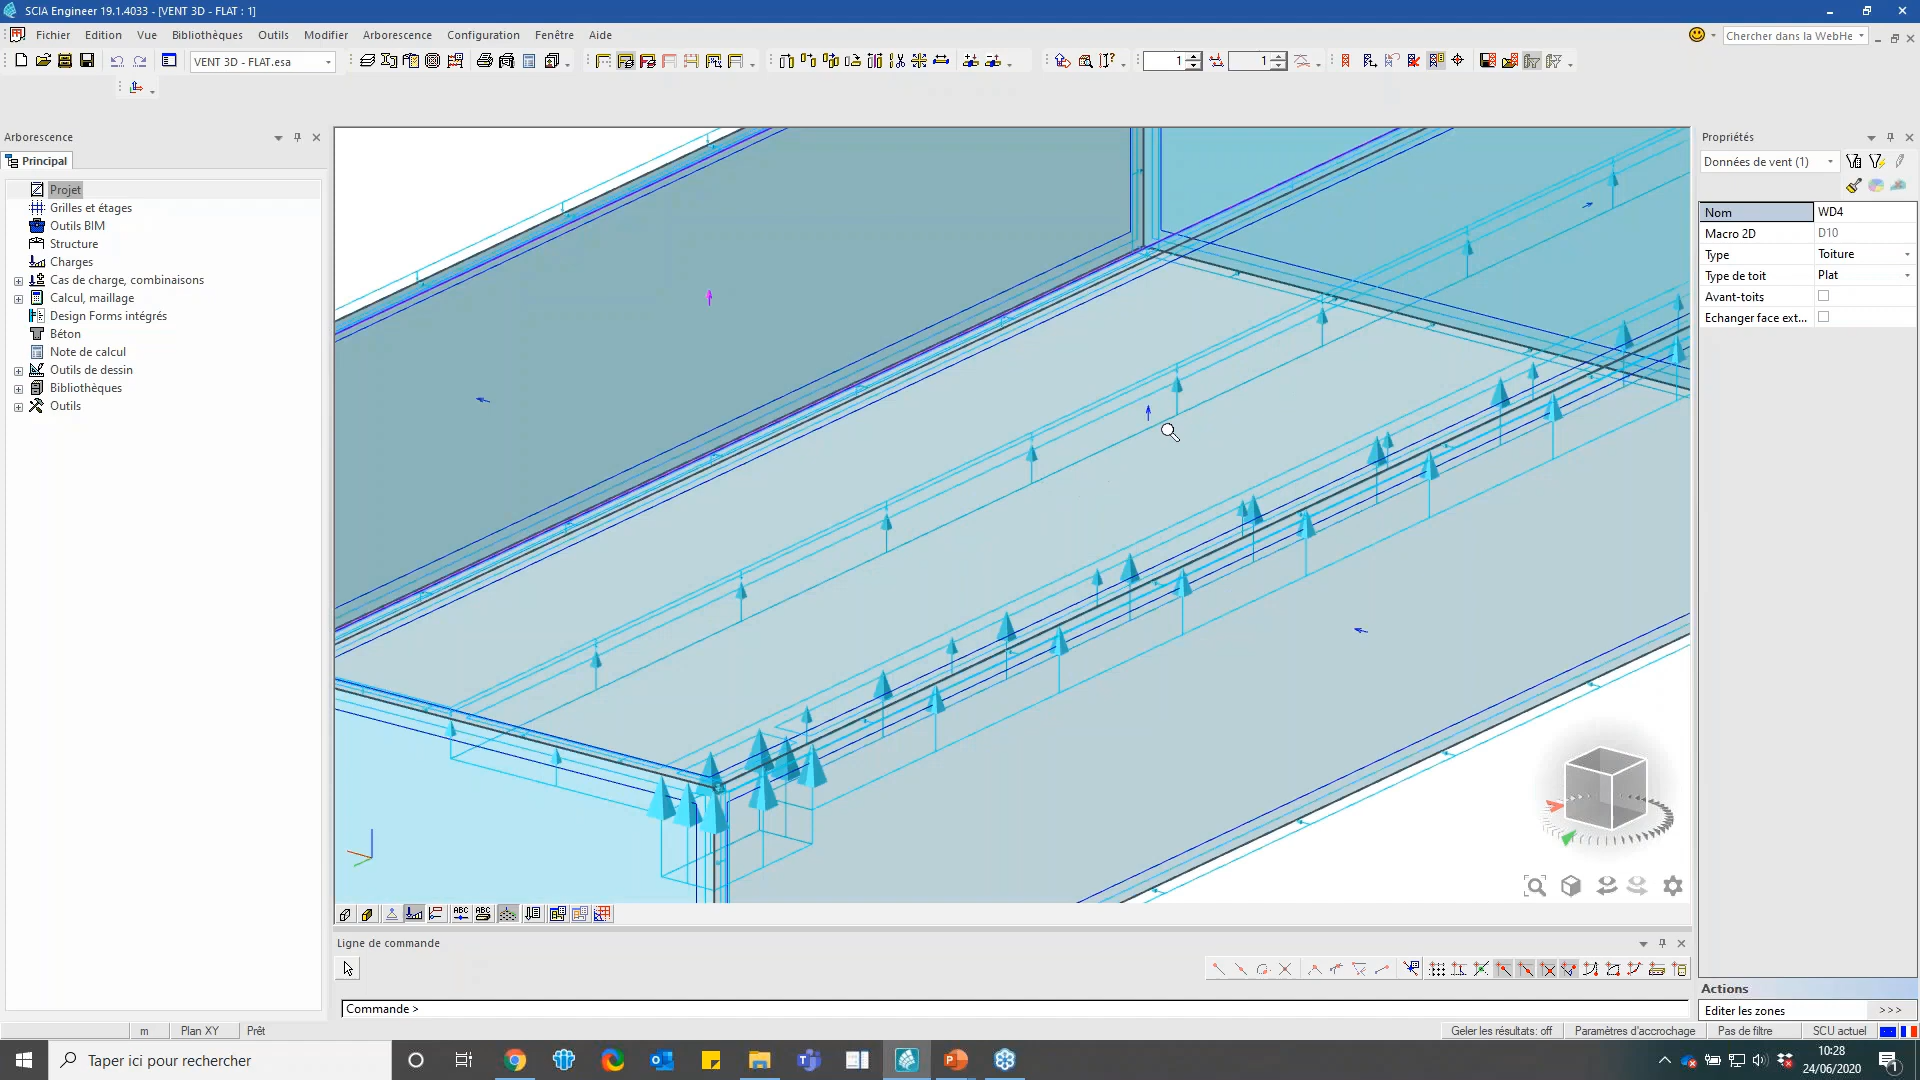 SCIA Engineer 19.1.4033 - [VENT 3D - FLAT : 1]
Fichier Edition Vue Bibliothèques Outils Modifier Arborescence Configuration Fenêtre Aide
Chercher dans la WebHe
VENT 3D - FLAT.esa
1
1
Arborescence
Principal
Projet
Grilles et étages
Outils BIM
Structure
Charges
Cas de charge, combinaisons
Calcul, maillage
Design Forms intégrés
Béton
Note de calcul
Outils de dessin
Bibliothèques
Outils
Propriétés
Données de vent (1)
Nom WD4
Macro 2D D10
Type Toiture
Type de toit Plat
Avant-toits
Echanger face ext...
ABC ABC
Ligne de commande
Commande >
Actions
Editer les zones >>>
m Plan XY Prêt
Geler les résultats: off Paramètres d'accrochage Pas de filtre SCU actuel
Taper ici pour rechercher
10:28
24/06/2020
1